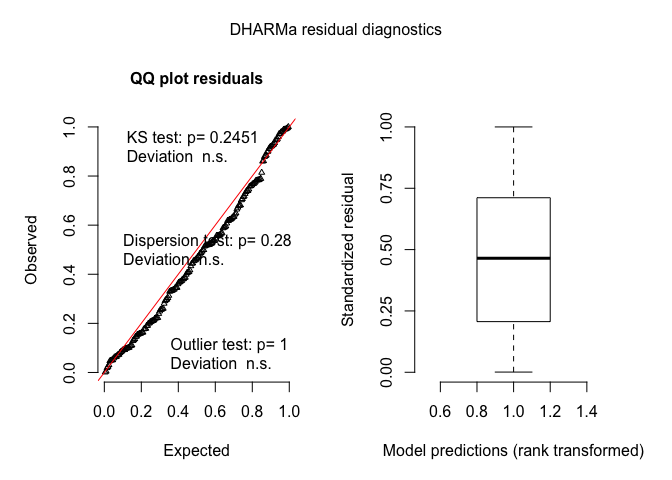 DHARMa residual diagnostics
QQ plot residuals
KS test: p= 0.2451
Deviation n.s.
Dispersion test: p= 0.28
Deviation n.s.
Outlier test: p= 1
Deviation n.s.
Observed
0.0 0.2 0.4 0.6 0.8 1.0
0.0 0.2 0.4 0.6 0.8 1.0
Expected
Standardized residual
0.00 0.25 0.50 0.75 1.00
0.6 0.8 1.0 1.2 1.4
Model predictions (rank transformed)